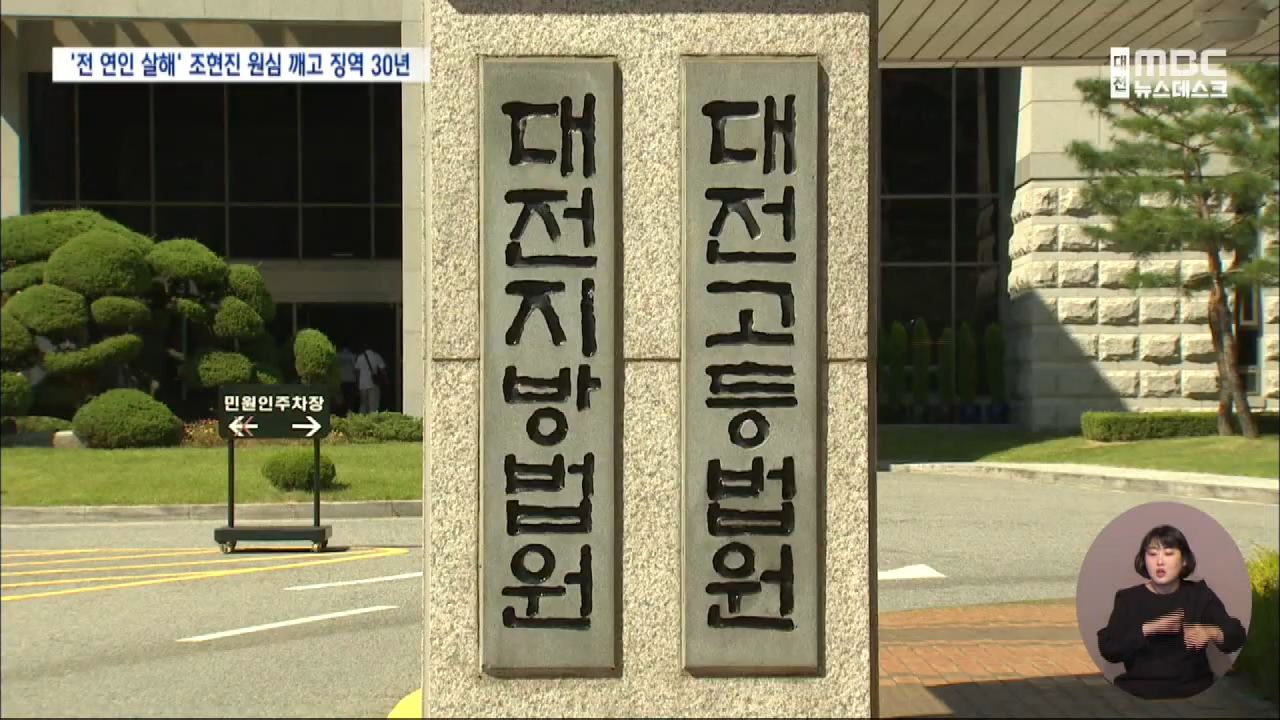 '전 연인 살해' 조현진 원심 깨고 징역 30년
대전 MBC
뉴스데스크
대전지방법원
대전고등법원
민원인주차장